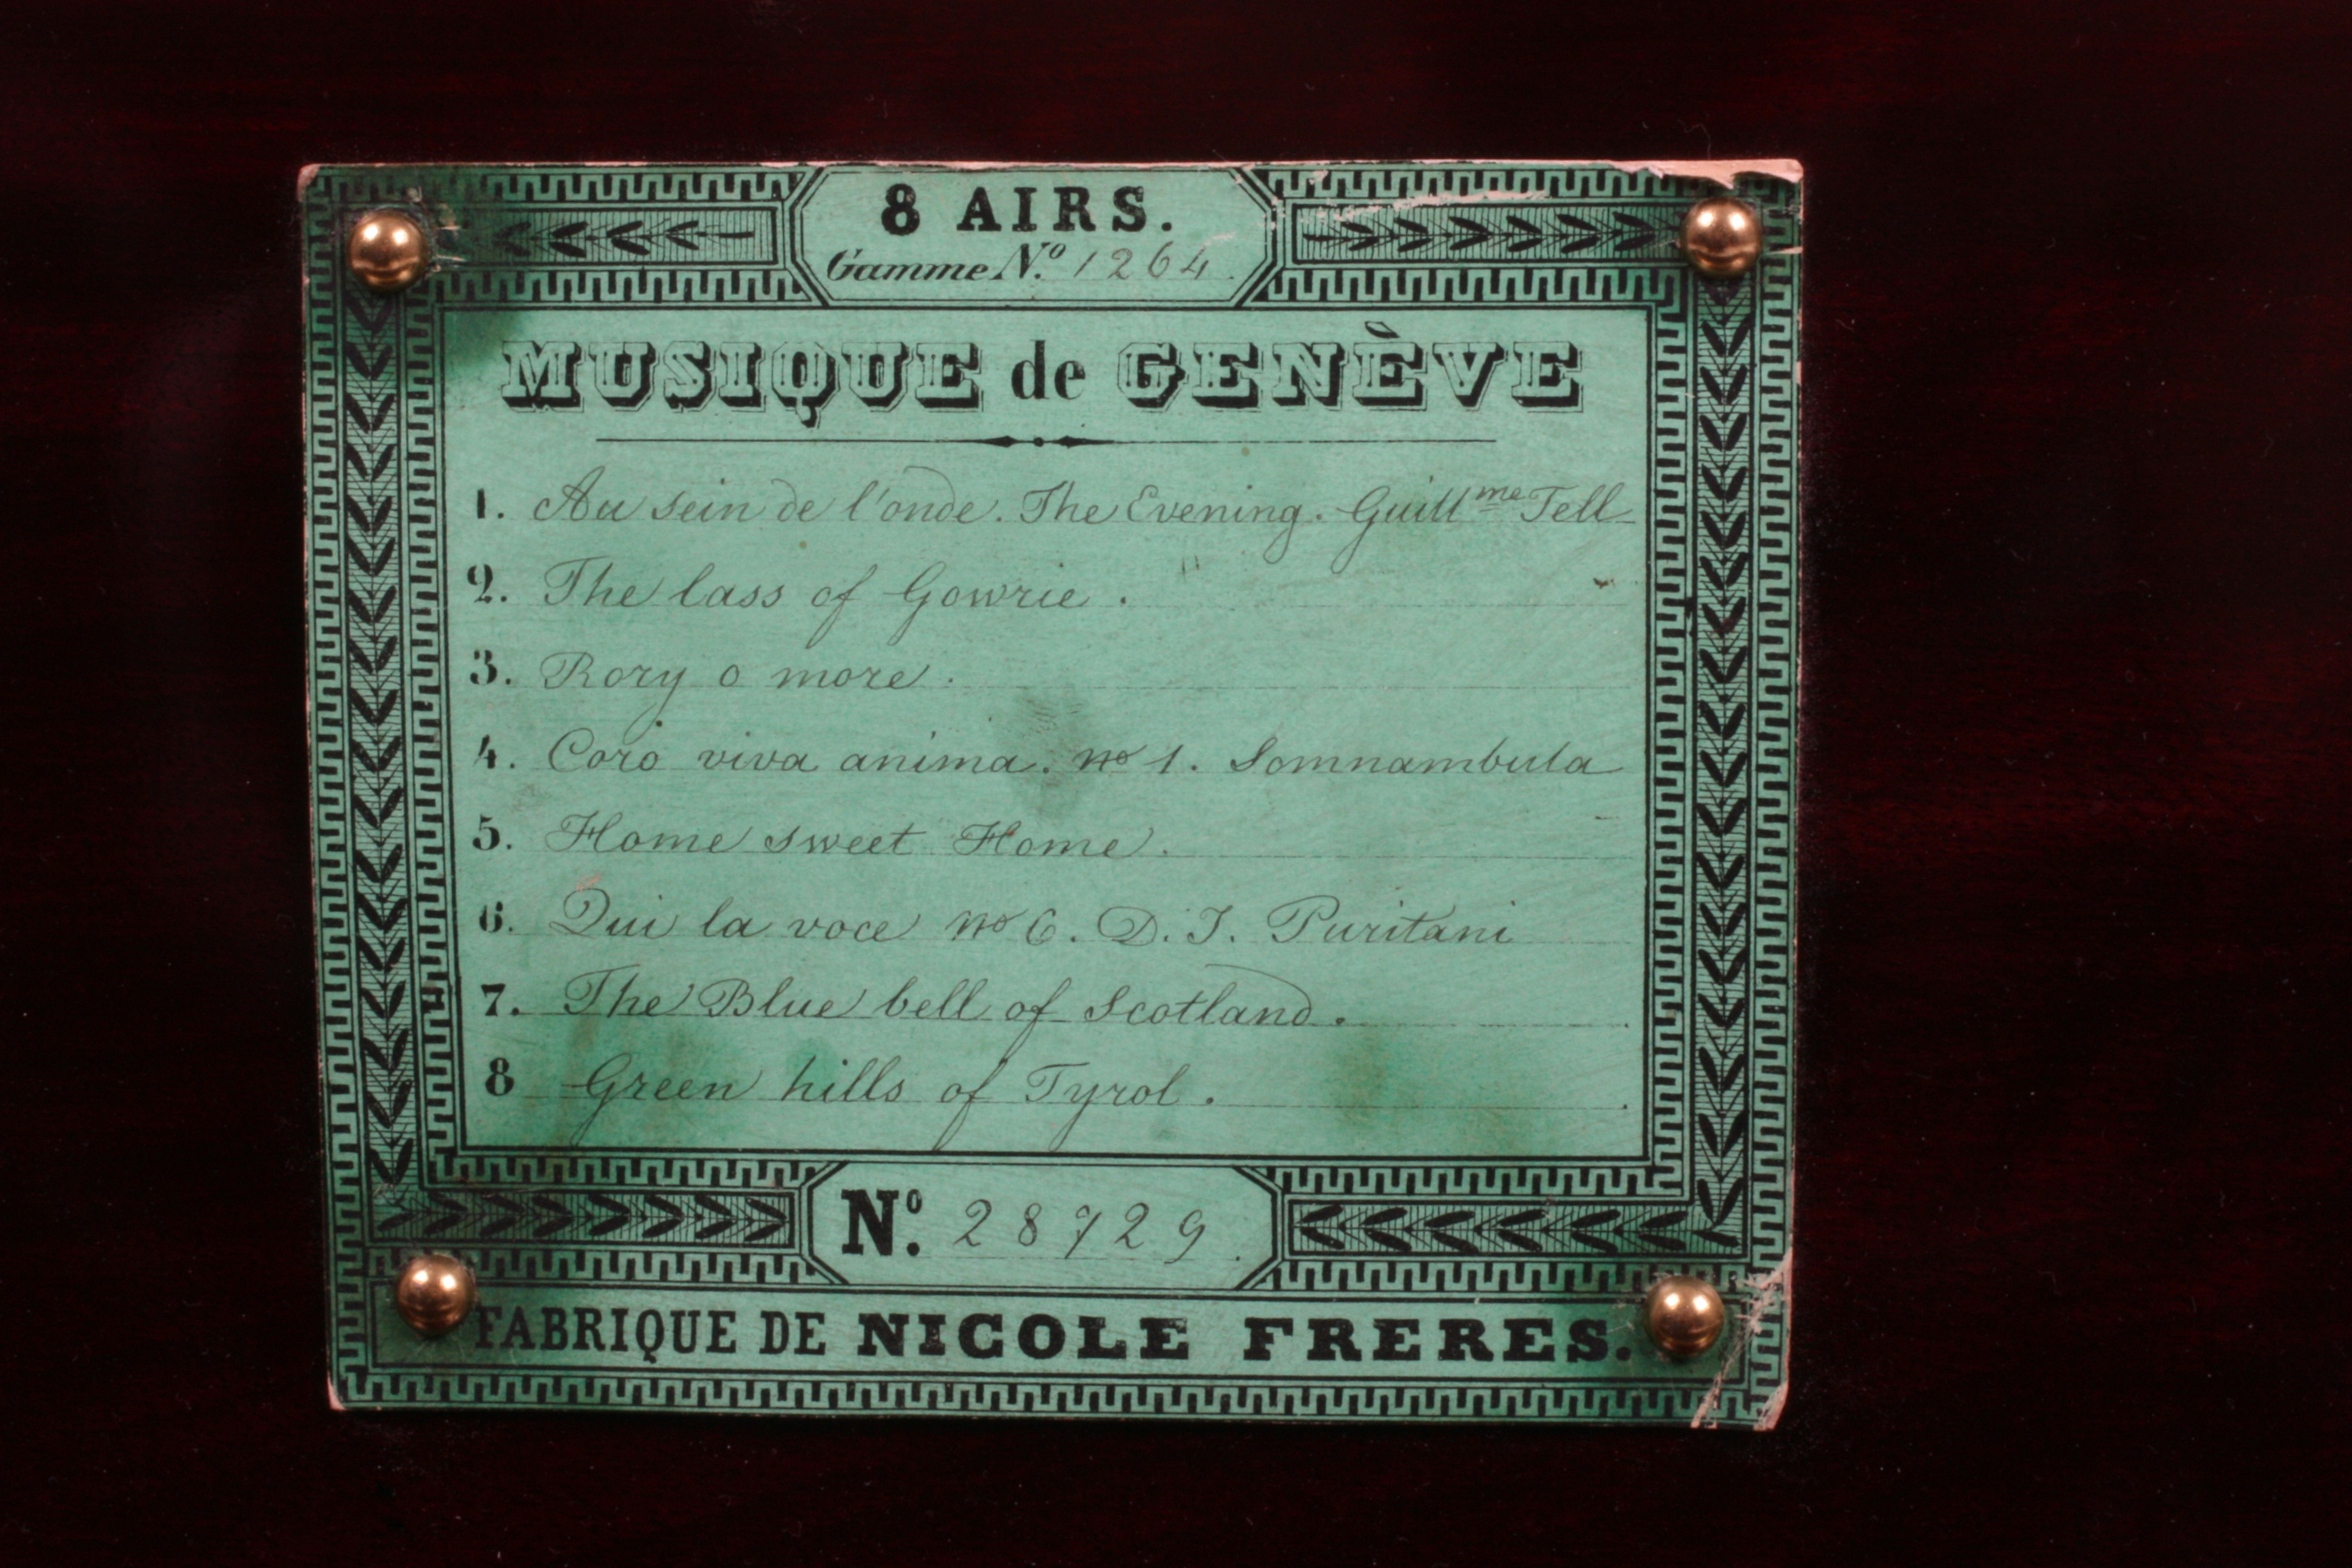 8 AIRS.
Gamme N.º 1264.
MUSIQUE de GENÈVE
1. Au sein de l'onde. The Evening. Guillme Tell
2. The lass of Gowrie.
3. Rory o more.
4. Coro viva anima. no 1. Somnambula
5. Home sweet Home.
6. Qui la voce no 6. D. I. Puritani
7. The Blue bell of Scotland.
8 Green hills of Tyrol.
Nº. 28729.
FABRIQUE DE NICOLE FRERES.